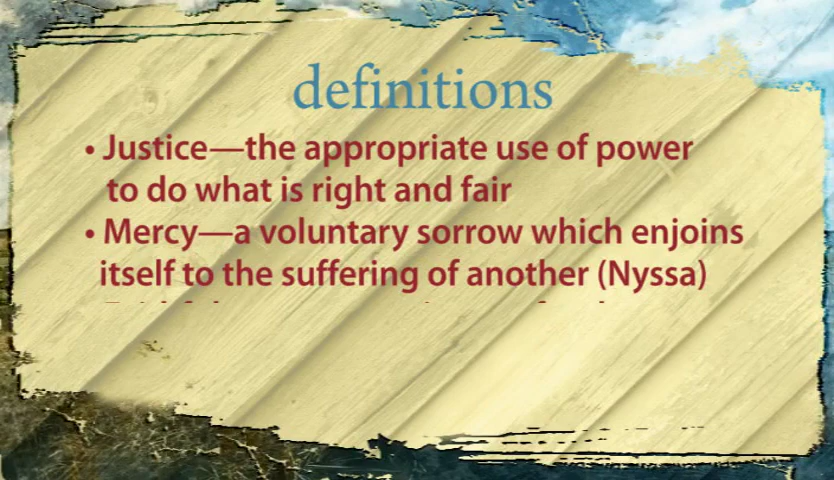 definitions
• Justice—the appropriate use of power
to do what is right and fair
• Mercy—a voluntary sorrow which enjoins
itself to the suffering of another (Nyssa)